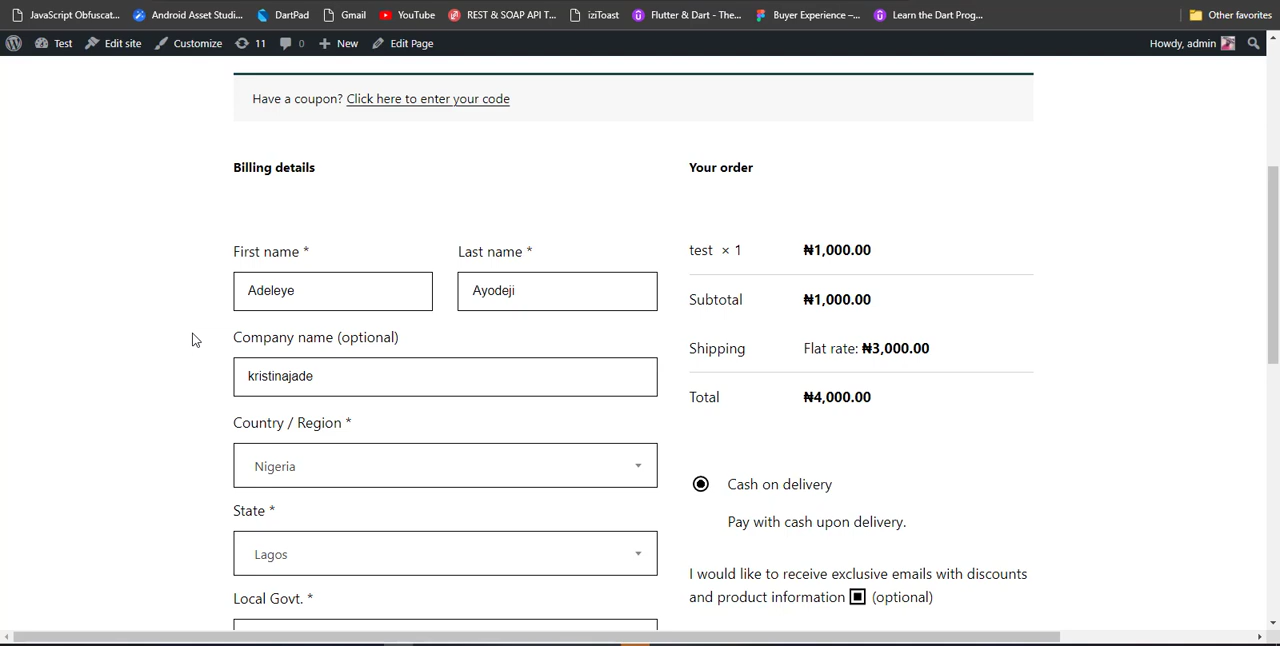 JavaScript Obfuscat... Android Asset Studi... DartPad Gmail YouTube REST & SOAP API T... iziToast Flutter & Dart - The... Buyer Experience –... Learn the Dart Prog... Other favorites
Test Edit site Customize 11 0 New Edit Page Howdy, admin
Have a coupon? Click here to enter your code
Billing details
First name * Last name *
Adeleye Ayodeji
Company name (optional)
kristinajade
Country / Region *
Nigeria
State *
Lagos
Local Govt. *
Your order
test × 1 ₦1,000.00
Subtotal ₦1,000.00
Shipping Flat rate: ₦3,000.00
Total ₦4,000.00
Cash on delivery
Pay with cash upon delivery.
I would like to receive exclusive emails with discounts
and product information (optional)